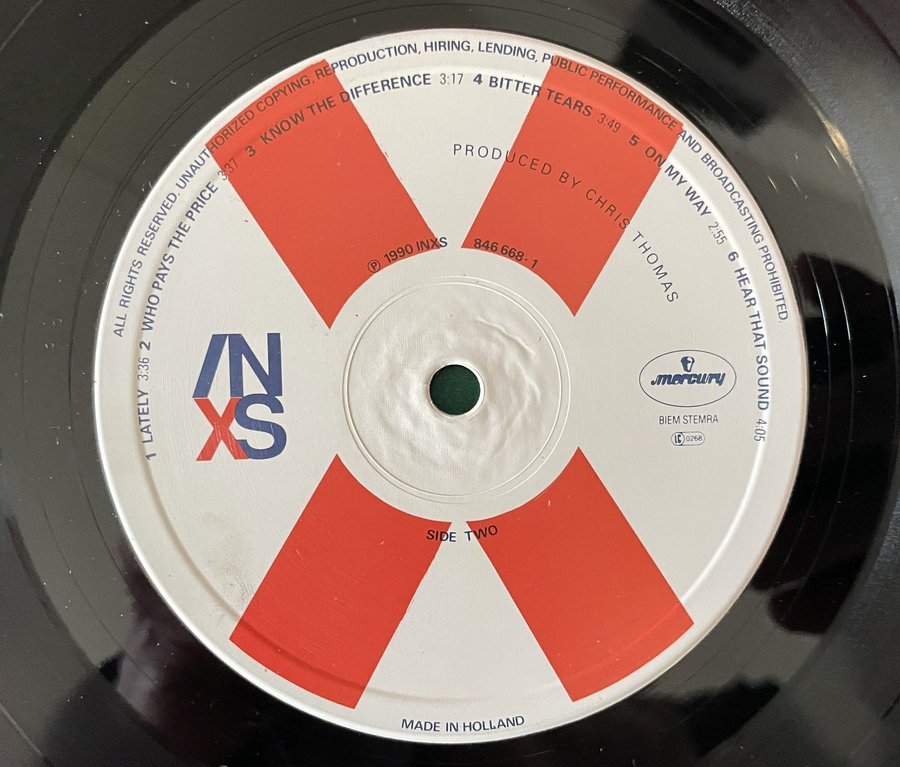 ALL RIGHTS RESERVED. UNAUTHORIZED COPYING, REPRODUCTION, HIRING, LENDING, PUBLIC PERFORMANCE AND BROADCASTING PROHIBITED.
1 LATELY 3:36 2 WHO PAYS THE PRICE 3:37 3 KNOW THE DIFFERENCE 3:17 4 BITTER TEARS 3:49 5 ON MY WAY 2:55 6 HEAR THAT SOUND 4:05
PRODUCED BY CHRIS THOMAS
℗ 1990 INXS 846 668-1
IN
XS
mercury
BIEM STEMRA
LC 0268
SIDE TWO
MADE IN HOLLAND